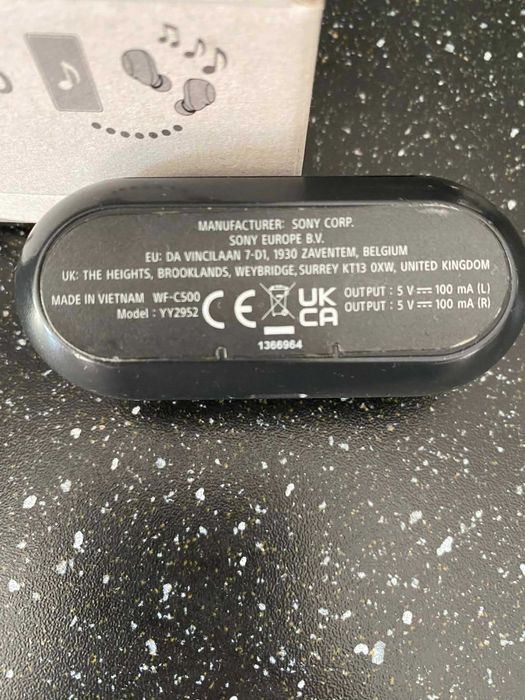 MANUFACTURER: SONY CORP.
SONY EUROPE B.V.
EU: DA VINCILAAN 7-D1, 1930 ZAVENTEM, BELGIUM
UK: THE HEIGHTS, BROOKLANDS, WEYBRIDGE, SURREY KT13 0XW, UNITED KINGDOM
MADE IN VIETNAM WF-C500
Model: YY2952
CE
UK
CA
OUTPUT : 5 V⎓100 mA (L)
OUTPUT : 5 V⎓100 mA (R)
1366964